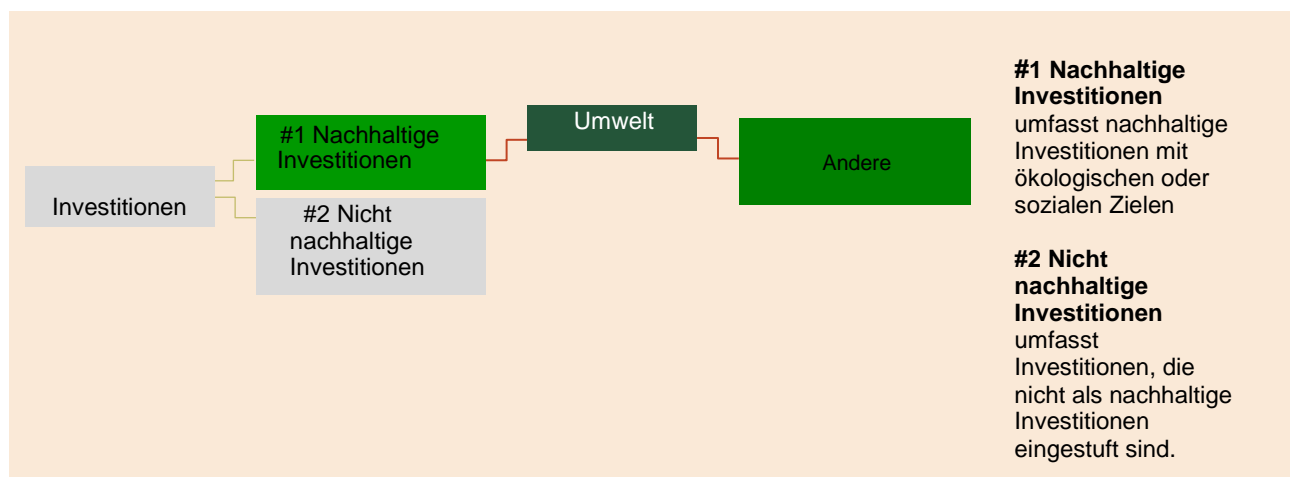 Investitionen
#1 Nachhaltige
Investitionen
#2 Nicht
nachhaltige
Investitionen
Umwelt
Andere
#1 Nachhaltige
Investitionen
umfasst nachhaltige
Investitionen mit
ökologischen oder
sozialen Zielen
#2 Nicht
nachhaltige
Investitionen
umfasst
Investitionen, die
nicht als nachhaltige
Investitionen
eingestuft sind.